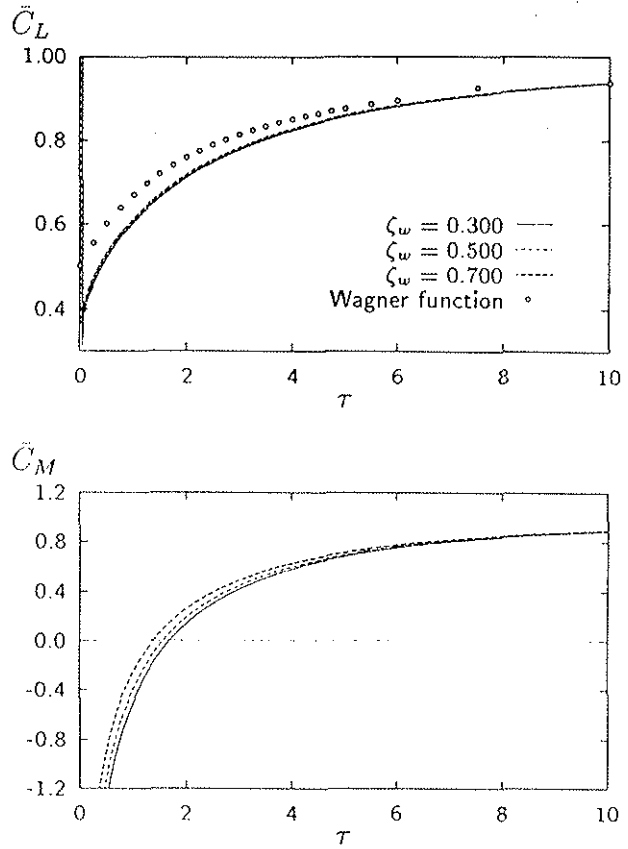 C̃_L
1.00
0.8
0.6
0.4
ζ_w = 0.300
ζ_w = 0.500
ζ_w = 0.700
Wagner function
0 2 4 6 8 10
τ
C̃_M
1.2
0.8
0.4
0.0
-0.4
-0.8
-1.2
0 2 4 6 8 10
τ